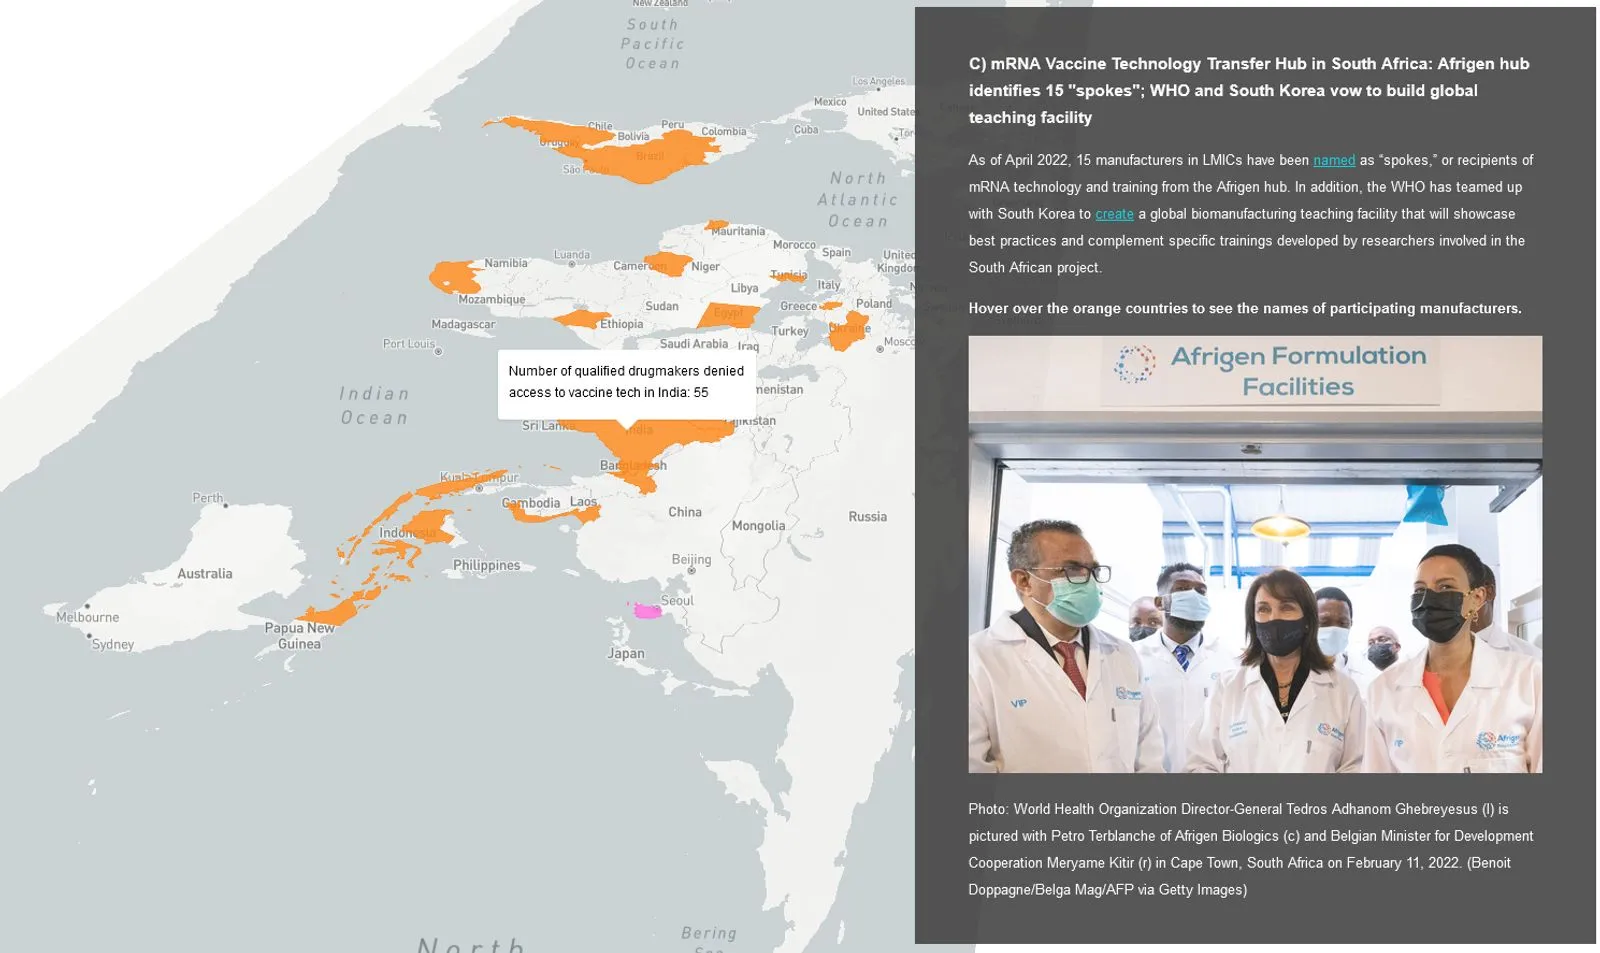 New Zealand
South
Pacific
Ocean
Los Angeles
Mexico
United States
Cuba
Chile
Bolivia
Peru
Colombia
Uruguay
Brazil
North
Atlantic
Ocean
Mauritania
Morocco
Spain
United
Kingdom
Namibia
Luanda
Cameroon
Niger
Tunisia
Italy
Libya
Mozambique
Sudan
Egypt
Greece
Poland
Madagascar
Ethiopia
Turkey
Ukraine
Port Louis
Saudi Arabia
Iraq
Indian
Ocean
Number of qualified drugmakers denied
access to vaccine tech in India: 55
Sri Lanka
India
Bangladesh
Kuala Lumpur
Perth
Cambodia
Laos
China
Mongolia
Russia
Indonesia
Philippines
Beijing
Australia
Seoul
Melbourne
Sydney
Papua New
Guinea
Japan
North
Bering
C) mRNA Vaccine Technology Transfer Hub in South Africa: Afrigen hub
identifies 15 "spokes"; WHO and South Korea vow to build global
teaching facility
As of April 2022, 15 manufacturers in LMICs have been named as “spokes,” or recipients of
mRNA technology and training from the Afrigen hub. In addition, the WHO has teamed up
with South Korea to create a global biomanufacturing teaching facility that will showcase
best practices and complement specific trainings developed by researchers involved in the
South African project.
Hover over the orange countries to see the names of participating manufacturers.
Afrigen Formulation
Facilities
VIP
Afrigen
Photo: World Health Organization Director-General Tedros Adhanom Ghebreyesus (l) is
pictured with Petro Terblanche of Afrigen Biologics (c) and Belgian Minister for Development
Cooperation Meryame Kitir (r) in Cape Town, South Africa on February 11, 2022. (Benoit
Doppagne/Belga Mag/AFP via Getty Images)